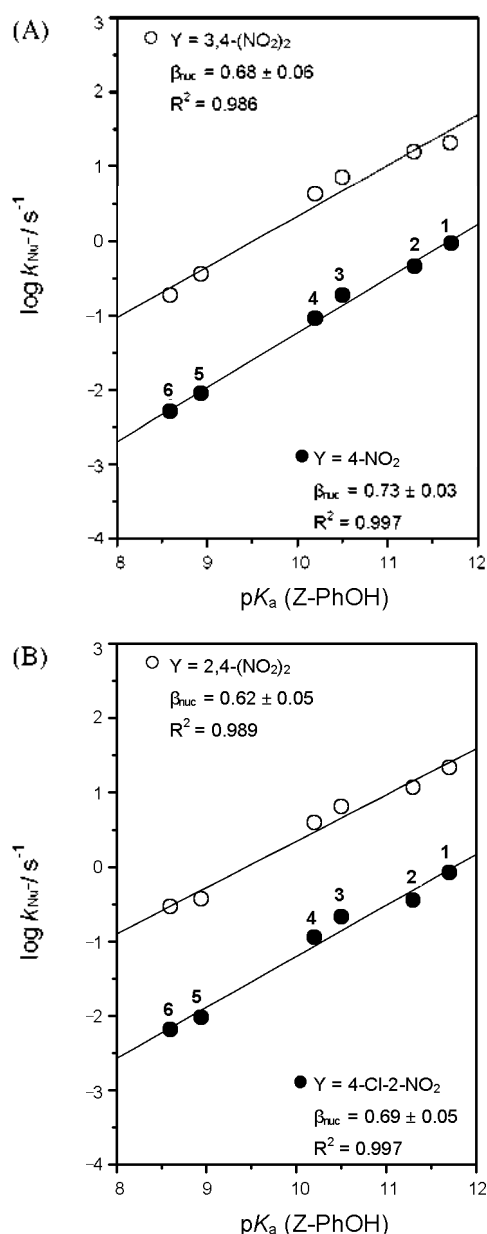 (A)
3
2
1
0
−1
−2
−3
−4
log kNu⁻/ s⁻¹
○ Y = 3,4-(NO₂)₂
βnuc = 0.68 ± 0.06
R² = 0.986
1
2
3
4
5
6
● Y = 4-NO₂
βnuc = 0.73 ± 0.03
R² = 0.997
8 9 10 11 12
pKa (Z-PhOH)
(B)
3
2
1
0
−1
−2
−3
−4
log kNu⁻/ s⁻¹
○ Y = 2,4-(NO₂)₂
βnuc = 0.62 ± 0.05
R² = 0.989
1
2
3
4
5
6
● Y = 4-Cl-2-NO₂
βnuc = 0.69 ± 0.05
R² = 0.997
8 9 10 11 12
pKa (Z-PhOH)